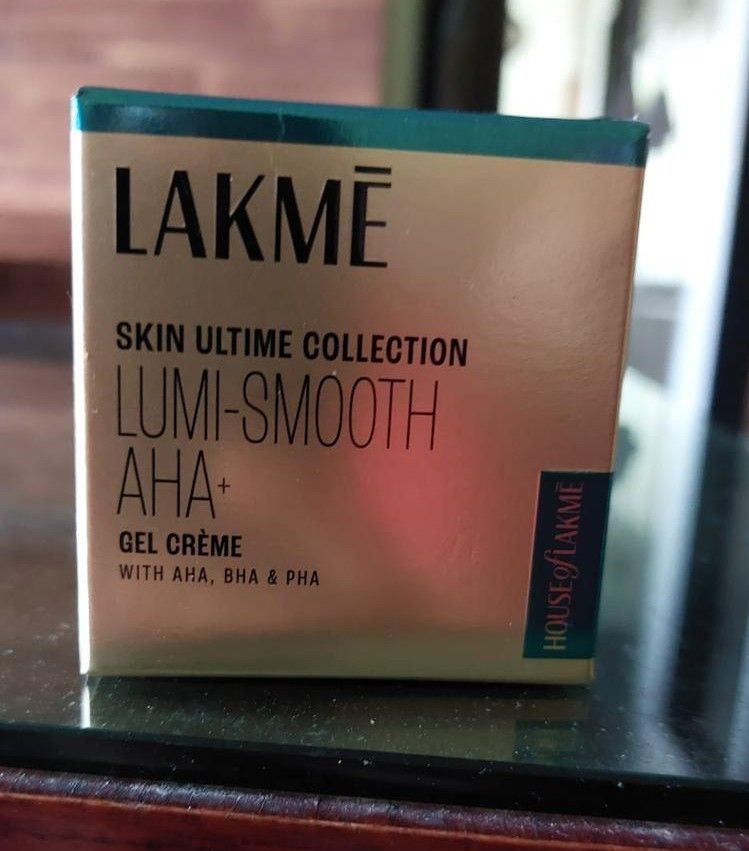 LAKMĒ
SKIN ULTIME COLLECTION
LUMI-SMOOTH
AHA+
GEL CRÈME
WITH AHA, BHA & PHA
HOUSE of LAKMĒ